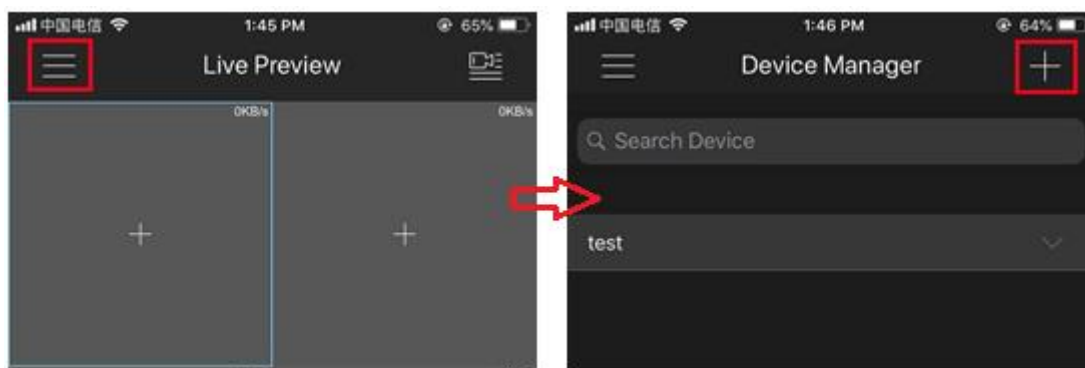 中国电信 1:45 PM 65%
Live Preview
0KB/s 0KB/s
中国电信 1:46 PM 64%
Device Manager
Search Device
test